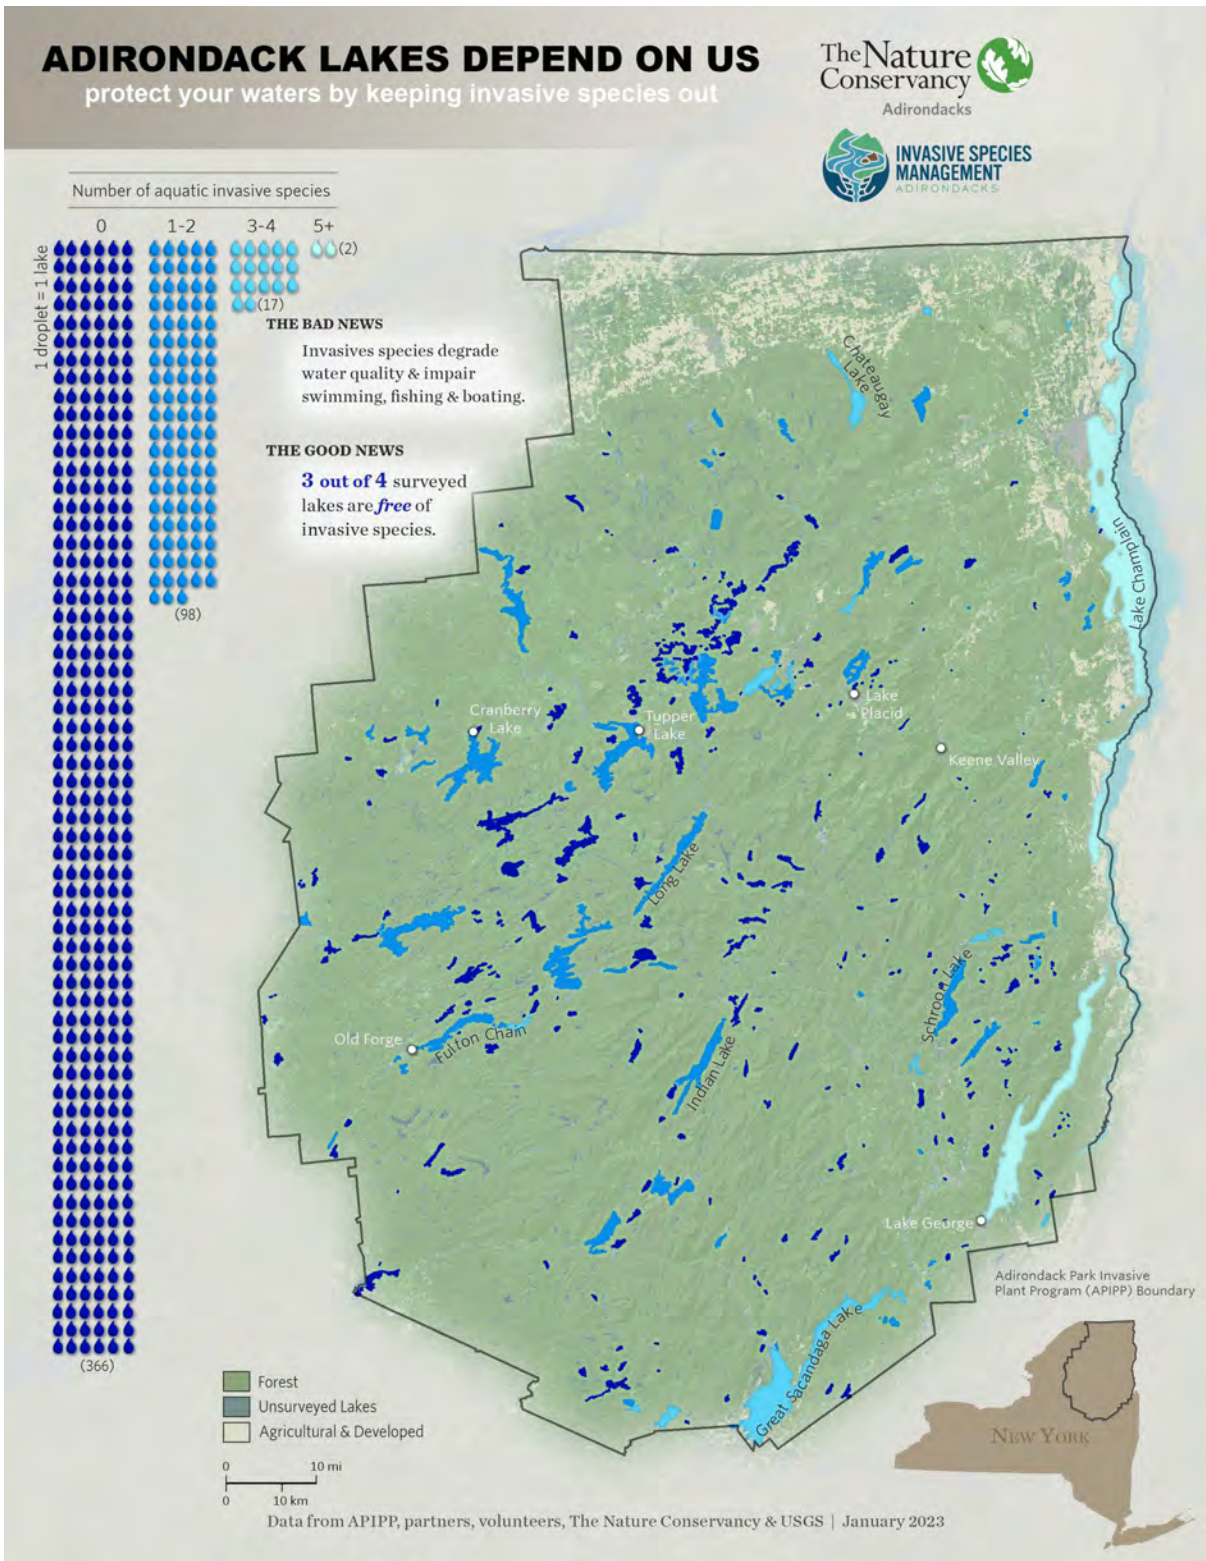 ADIRONDACK LAKES DEPEND ON US
protect your waters by keeping invasive species out
The Nature
Conservancy
Adirondacks
INVASIVE SPECIES
MANAGEMENT
ADIRONDACKS
Number of aquatic invasive species
0 1-2 3-4 5+
1 droplet = 1 lake
(2)
(17)
(98)
(366)
THE BAD NEWS
Invasives species degrade
water quality & impair
swimming, fishing & boating.
THE GOOD NEWS
3 out of 4 surveyed
lakes are free of
invasive species.
Chateaugay
Lake
Lake Champlain
Lake
Placid
Cranberry
Lake
Tupper
Lake
Keene Valley
Long Lake
Schroon Lake
Old Forge
Fulton Chain
Indian Lake
Lake George
Great Sacandaga Lake
Adirondack Park Invasive
Plant Program (APIPP) Boundary
NEW YORK
Forest
Unsurveyed Lakes
Agricultural & Developed
0 10 mi
0 10 km
Data from APIPP, partners, volunteers, The Nature Conservancy & USGS | January 2023